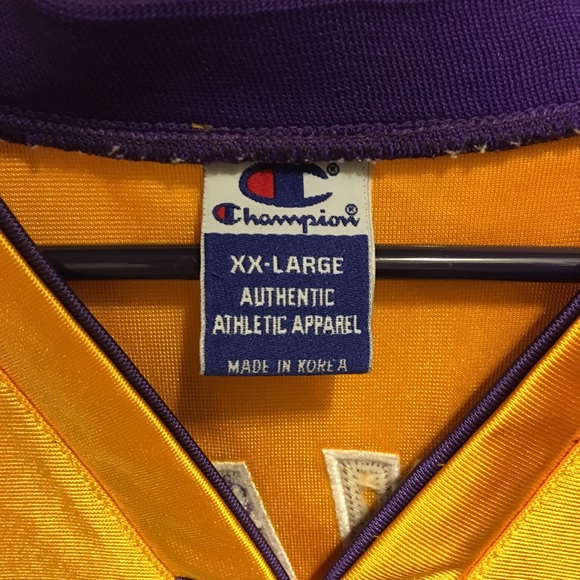 Champion®
XX-LARGE
AUTHENTIC
ATHLETIC APPAREL
MADE IN KOREA